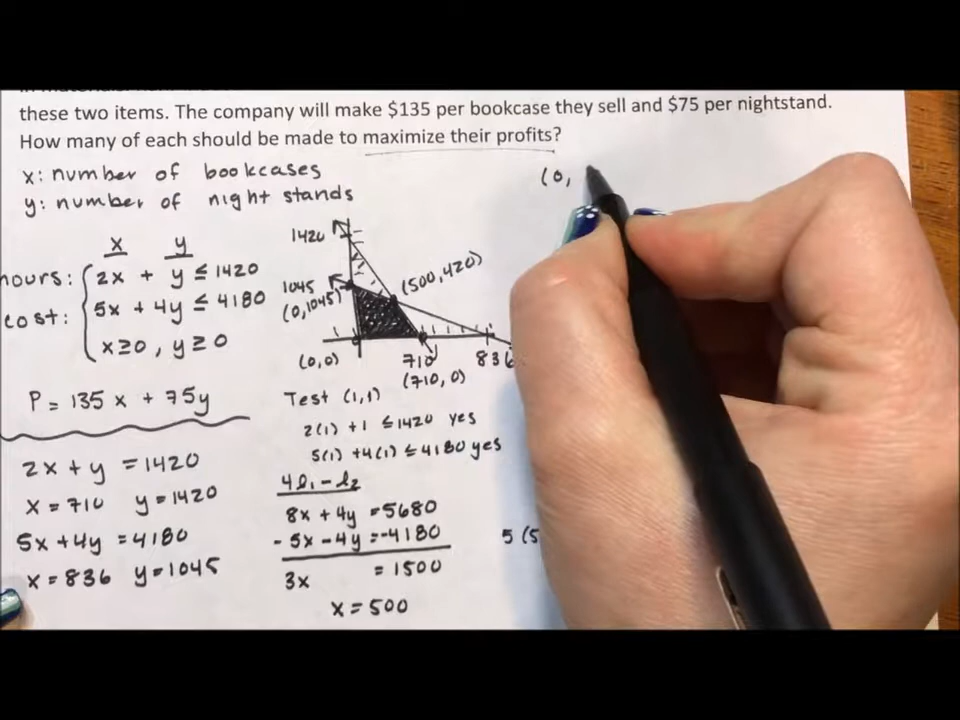 these two items. The company will make $135 per bookcase they sell and $75 per nightstand.
How many of each should be made to maximize their profits?
x: number of bookcases
y: number of night stands
(0,
x y
hours: 2x + y ≤ 1420
cost: 5x + 4y ≤ 4180
x≥0, y≥0
P = 135x + 75y
1420
1045
(0,1045)
(500,420)
(0,0)
710
836
(710,0)
Test (1,1)
2(1) + 1 ≤ 1420 yes
5(1) + 4(1) ≤ 4180 yes
2x + y = 1420
x = 710 y = 1420
5x + 4y = 4180
x = 836 y = 1045
4l₁ - l₂
8x + 4y = 5680
- 5x - 4y = -4180
3x = 1500
x = 500
5(5